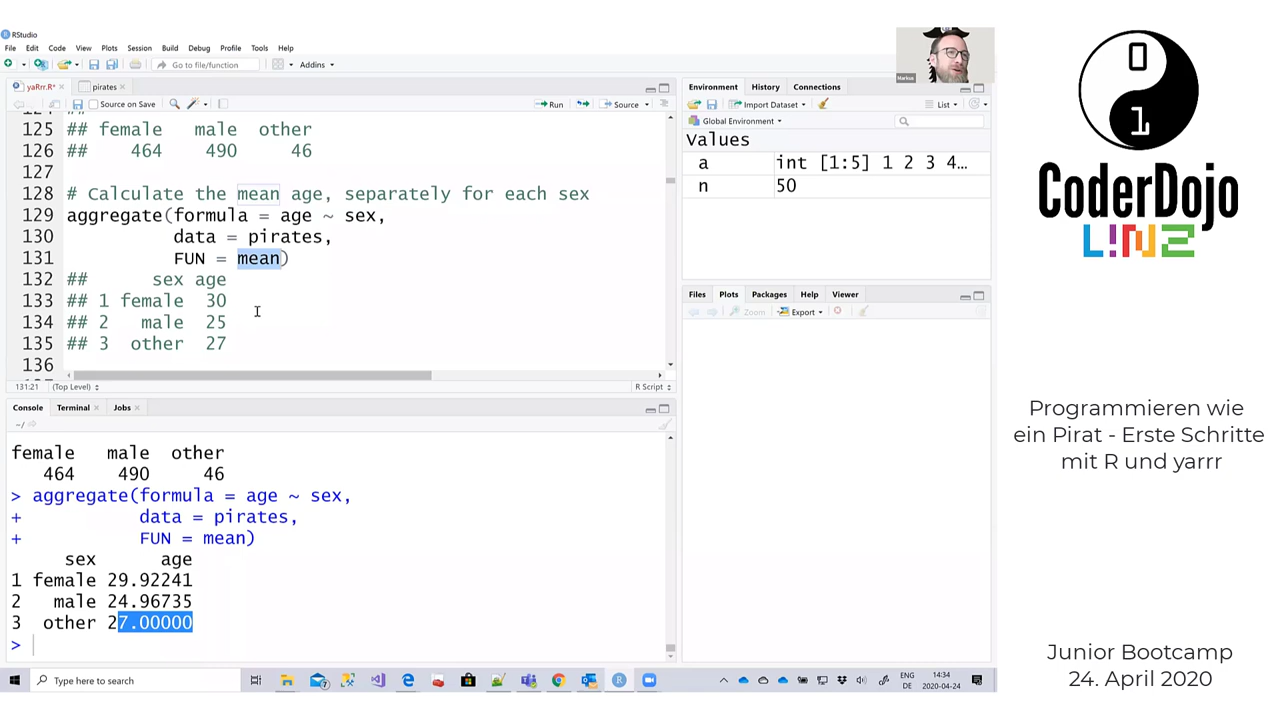 RStudio
File Edit Code View Plots Session Build Debug Profile Tools Help
Go to file/function Addins
yaRrr.R* × pirates ×
Source on Save Run Source
125 ## female male other
126 ## 464 490 46
127
128 # Calculate the mean age, separately for each sex
129 aggregate(formula = age ~ sex,
130 data = pirates,
131 FUN = mean)
132 ## sex age
133 ## 1 female 30
134 ## 2 male 25
135 ## 3 other 27
136
131:21 (Top Level) R Script
Console Terminal × Jobs ×
~/
female male other
464 490 46
> aggregate(formula = age ~ sex,
+ data = pirates,
+ FUN = mean)
sex age
1 female 29.92241
2 male 24.96735
3 other 27.00000
>
Markus
Environment History Connections
Import Dataset List
Global Environment
Values
a int [1:5] 1 2 3 4…
n 50
Files Plots Packages Help Viewer
Zoom Export
Type here to search
7
ENG
DE
14:34
2020-04-24
0
1
CoderDojo
L!NZ
Programmieren wie
ein Pirat - Erste Schritte
mit R und yarrr
Junior Bootcamp
24. April 2020